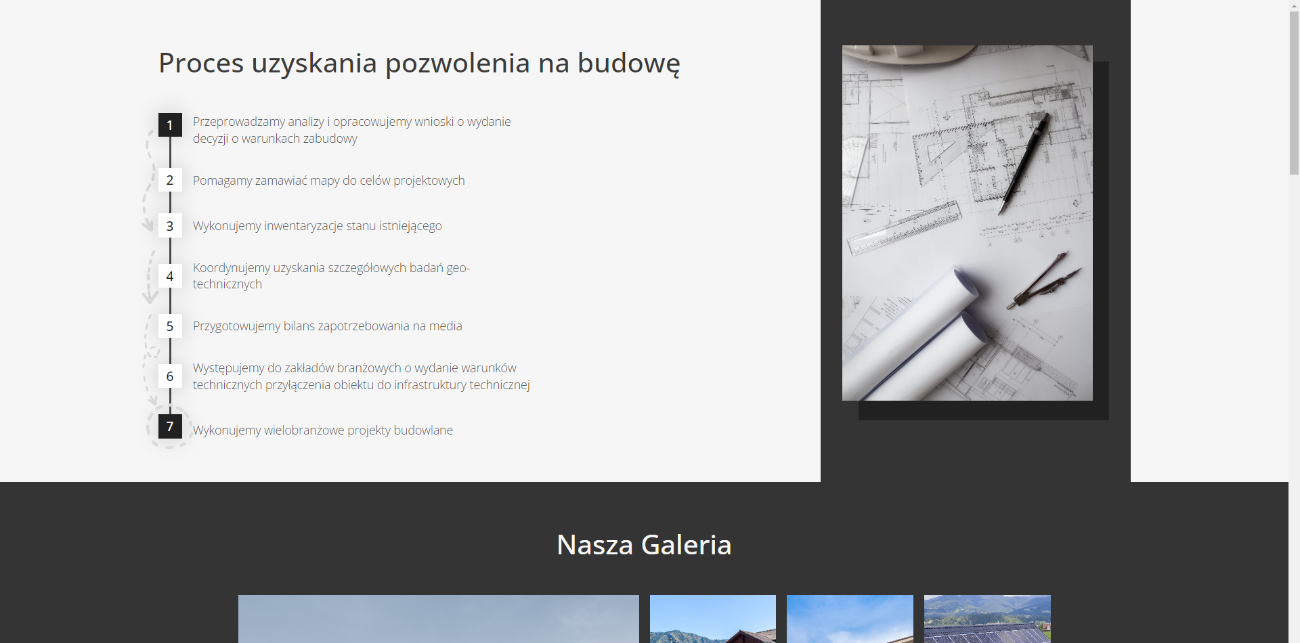 Proces uzyskania pozwolenia na budowę
1
Przeprowadzamy analizy i opracowujemy wnioski o wydanie
decyzji o warunkach zabudowy
2
Pomagamy zamawiać mapy do celów projektowych
3
Wykonujemy inwentaryzacje stanu istniejącego
4
Koordynujemy uzyskania szczegółowych badań geo-
technicznych
5
Przygotowujemy bilans zapotrzebowania na media
6
Występujemy do zakładów branżowych o wydanie warunków
technicznych przyłączenia obiektu do infrastruktury technicznej
7
Wykonujemy wielobranżowe projekty budowlane
Nasza Galeria